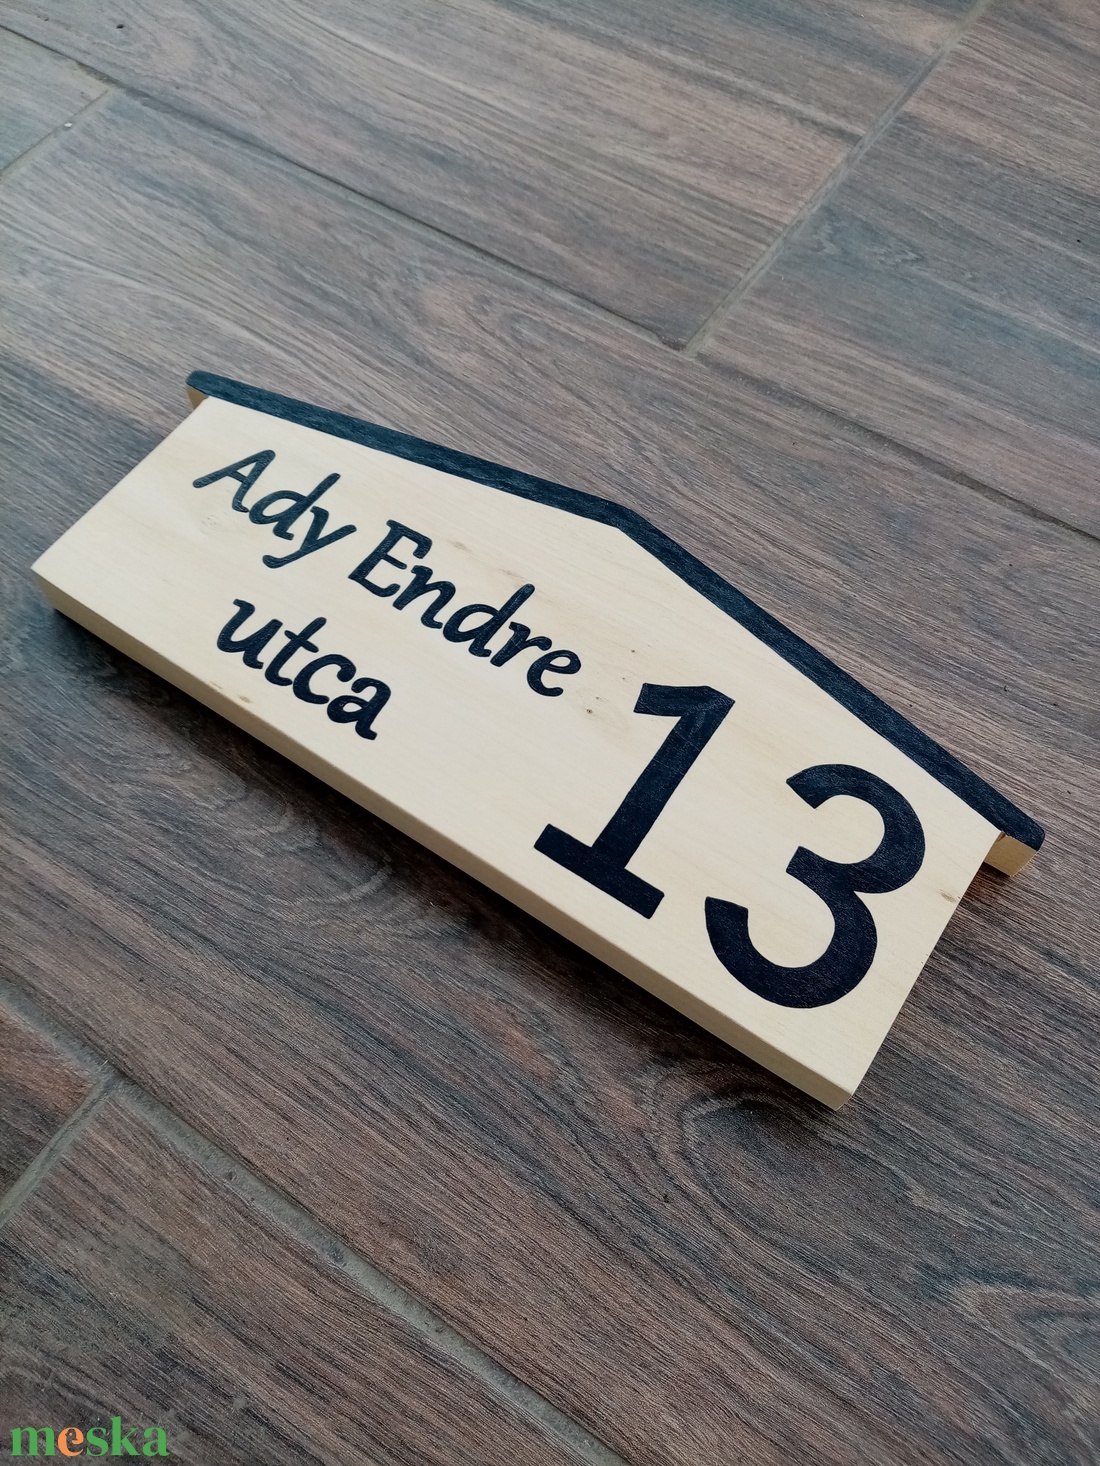 Ady Endre
utca
13
meska